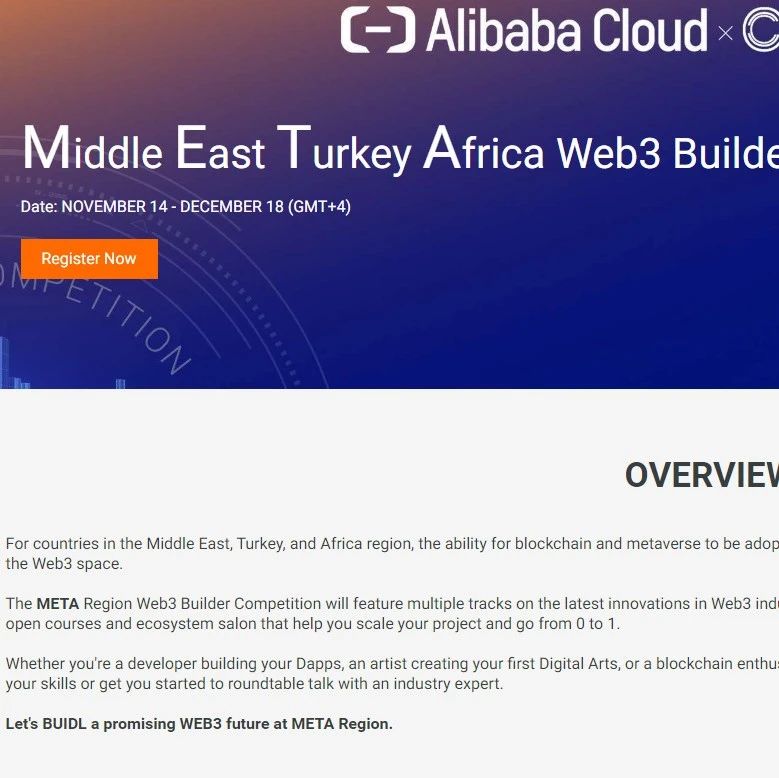 Alibaba Cloud ×
Middle East Turkey Africa Web3 Builde
Date: NOVEMBER 14 - DECEMBER 18 (GMT+4)
Register Now
OMPETITION
OVERVIEW
For countries in the Middle East, Turkey, and Africa region, the ability for blockchain and metaverse to be adop
the Web3 space.
The META Region Web3 Builder Competition will feature multiple tracks on the latest innovations in Web3 ind
open courses and ecosystem salon that help you scale your project and go from 0 to 1.
Whether you're a developer building your Dapps, an artist creating your first Digital Arts, or a blockchain enthu
your skills or get you started to roundtable talk with an industry expert.
Let's BUIDL a promising WEB3 future at META Region.